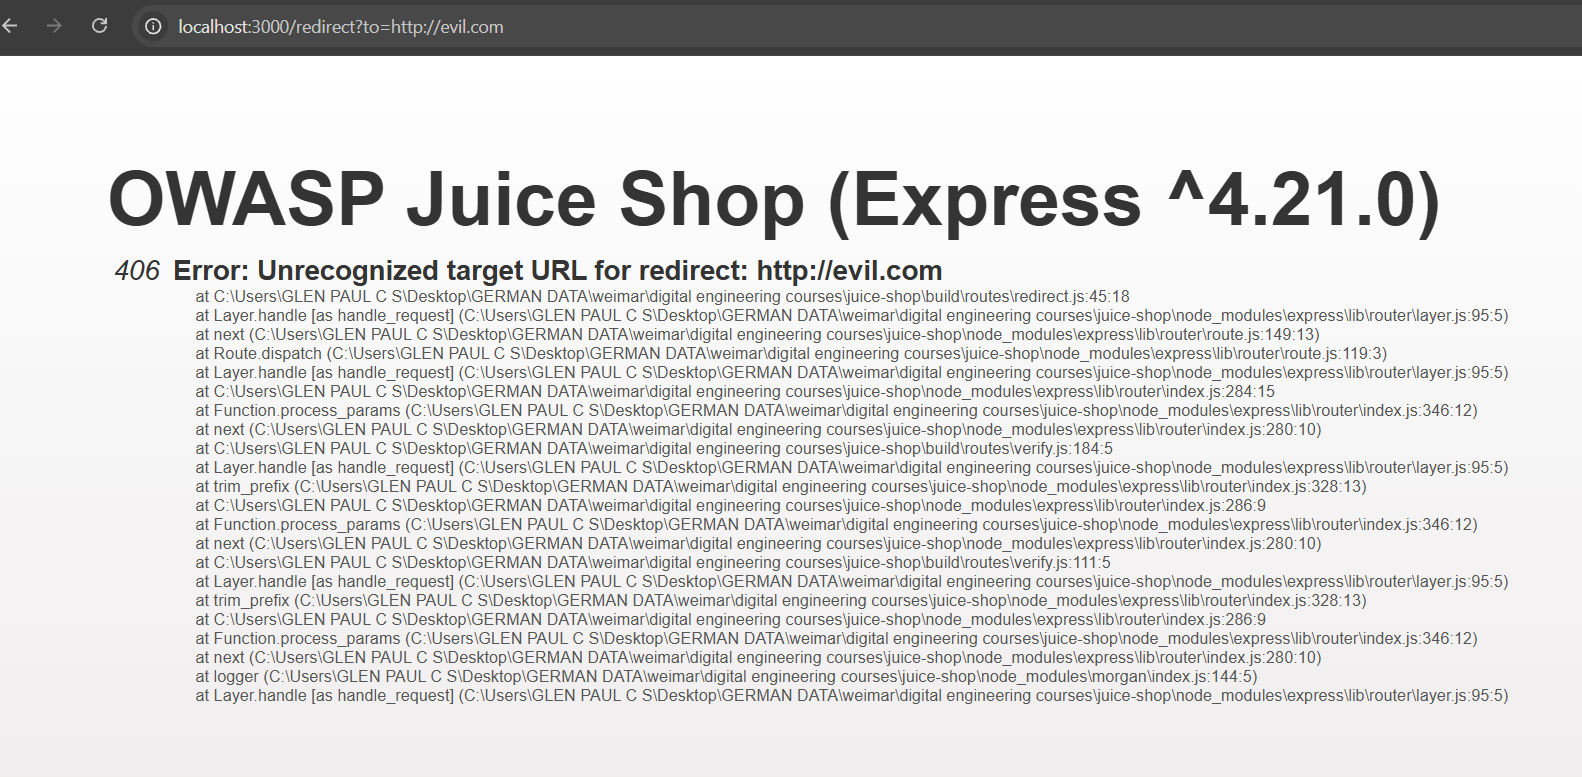 localhost:3000/redirect?to=http://evil.com
OWASP Juice Shop (Express ^4.21.0)
406 Error: Unrecognized target URL for redirect: http://evil.com
at C:\Users\GLEN PAUL C S\Desktop\GERMAN DATA\weimar\digital engineering courses\juice-shop\build\routes\redirect.js:45:18
at Layer.handle [as handle_request] (C:\Users\GLEN PAUL C S\Desktop\GERMAN DATA\weimar\digital engineering courses\juice-shop\node_modules\express\lib\router\layer.js:95:5)
at next (C:\Users\GLEN PAUL C S\Desktop\GERMAN DATA\weimar\digital engineering courses\juice-shop\node_modules\express\lib\router\route.js:149:13)
at Route.dispatch (C:\Users\GLEN PAUL C S\Desktop\GERMAN DATA\weimar\digital engineering courses\juice-shop\node_modules\express\lib\router\route.js:119:3)
at Layer.handle [as handle_request] (C:\Users\GLEN PAUL C S\Desktop\GERMAN DATA\weimar\digital engineering courses\juice-shop\node_modules\express\lib\router\layer.js:95:5)
at C:\Users\GLEN PAUL C S\Desktop\GERMAN DATA\weimar\digital engineering courses\juice-shop\node_modules\express\lib\router\index.js:284:15
at Function.process_params (C:\Users\GLEN PAUL C S\Desktop\GERMAN DATA\weimar\digital engineering courses\juice-shop\node_modules\express\lib\router\index.js:346:12)
at next (C:\Users\GLEN PAUL C S\Desktop\GERMAN DATA\weimar\digital engineering courses\juice-shop\node_modules\express\lib\router\index.js:280:10)
at C:\Users\GLEN PAUL C S\Desktop\GERMAN DATA\weimar\digital engineering courses\juice-shop\build\routes\verify.js:184:5
at Layer.handle [as handle_request] (C:\Users\GLEN PAUL C S\Desktop\GERMAN DATA\weimar\digital engineering courses\juice-shop\node_modules\express\lib\router\layer.js:95:5)
at trim_prefix (C:\Users\GLEN PAUL C S\Desktop\GERMAN DATA\weimar\digital engineering courses\juice-shop\node_modules\express\lib\router\index.js:328:13)
at C:\Users\GLEN PAUL C S\Desktop\GERMAN DATA\weimar\digital engineering courses\juice-shop\node_modules\express\lib\router\index.js:286:9
at Function.process_params (C:\Users\GLEN PAUL C S\Desktop\GERMAN DATA\weimar\digital engineering courses\juice-shop\node_modules\express\lib\router\index.js:346:12)
at next (C:\Users\GLEN PAUL C S\Desktop\GERMAN DATA\weimar\digital engineering courses\juice-shop\node_modules\express\lib\router\index.js:280:10)
at C:\Users\GLEN PAUL C S\Desktop\GERMAN DATA\weimar\digital engineering courses\juice-shop\build\routes\verify.js:111:5
at Layer.handle [as handle_request] (C:\Users\GLEN PAUL C S\Desktop\GERMAN DATA\weimar\digital engineering courses\juice-shop\node_modules\express\lib\router\layer.js:95:5)
at trim_prefix (C:\Users\GLEN PAUL C S\Desktop\GERMAN DATA\weimar\digital engineering courses\juice-shop\node_modules\express\lib\router\index.js:328:13)
at C:\Users\GLEN PAUL C S\Desktop\GERMAN DATA\weimar\digital engineering courses\juice-shop\node_modules\express\lib\router\index.js:286:9
at Function.process_params (C:\Users\GLEN PAUL C S\Desktop\GERMAN DATA\weimar\digital engineering courses\juice-shop\node_modules\express\lib\router\index.js:346:12)
at next (C:\Users\GLEN PAUL C S\Desktop\GERMAN DATA\weimar\digital engineering courses\juice-shop\node_modules\express\lib\router\index.js:280:10)
at logger (C:\Users\GLEN PAUL C S\Desktop\GERMAN DATA\weimar\digital engineering courses\juice-shop\node_modules\morgan\index.js:144:5)
at Layer.handle [as handle_request] (C:\Users\GLEN PAUL C S\Desktop\GERMAN DATA\weimar\digital engineering courses\juice-shop\node_modules\express\lib\router\layer.js:95:5)